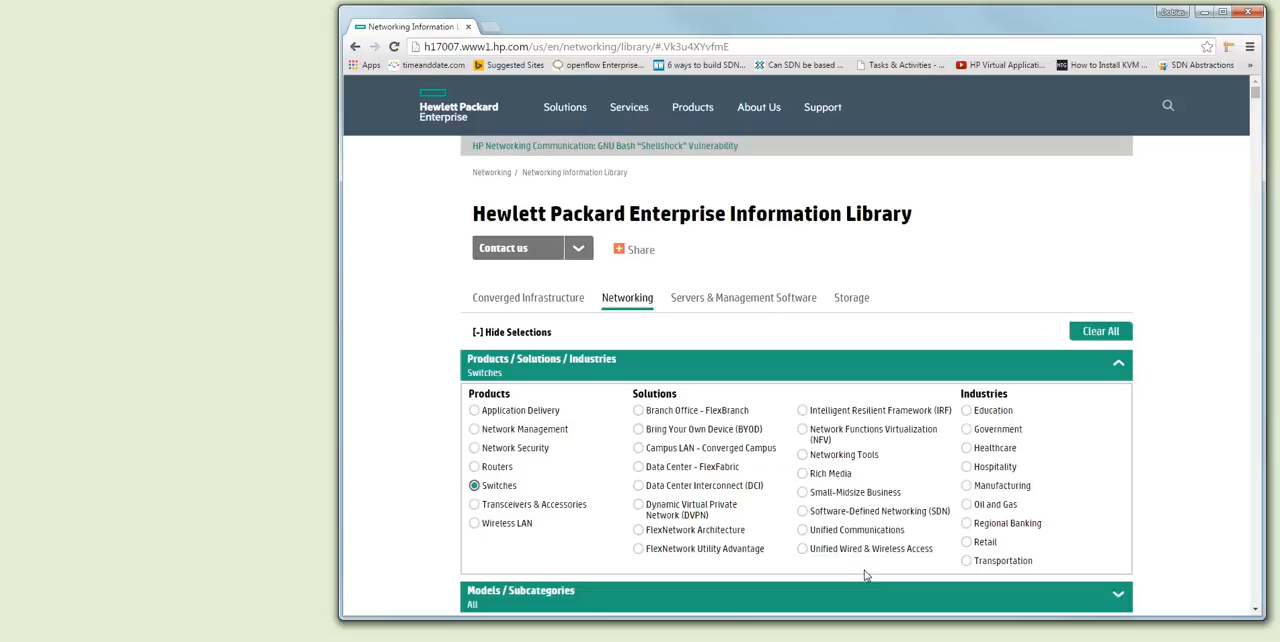 Dobias
Networking Information L
h17007.www1.hp.com/us/en/networking/library/#.Vk3u4XYvfmE
Apps timeanddate.com Suggested Sites openflow Enterprise... 6 ways to build SDN... Can SDN be based ... Tasks & Activities - ... HP Virtual Applicati... How to Install KVM ... SDN Abstractions »
Hewlett Packard
Enterprise
Solutions Services Products About Us Support
HP Networking Communication: GNU Bash “Shellshock” Vulnerability
Networking / Networking Information Library
Hewlett Packard Enterprise Information Library
Contact us
Share
Converged Infrastructure Networking Servers & Management Software Storage
[-] Hide Selections
Clear All
Products / Solutions / Industries
Switches
Products
Application Delivery
Network Management
Network Security
Routers
Switches
Transceivers & Accessories
Wireless LAN
Solutions
Branch Office - FlexBranch
Bring Your Own Device (BYOD)
Campus LAN - Converged Campus
Data Center - FlexFabric
Data Center Interconnect (DCI)
Dynamic Virtual Private
Network (DVPN)
FlexNetwork Architecture
FlexNetwork Utility Advantage
Intelligent Resilient Framework (IRF)
Network Functions Virtualization
(NFV)
Networking Tools
Rich Media
Small-Midsize Business
Software-Defined Networking (SDN)
Unified Communications
Unified Wired & Wireless Access
Industries
Education
Government
Healthcare
Hospitality
Manufacturing
Oil and Gas
Regional Banking
Retail
Transportation
Models / Subcategories
All